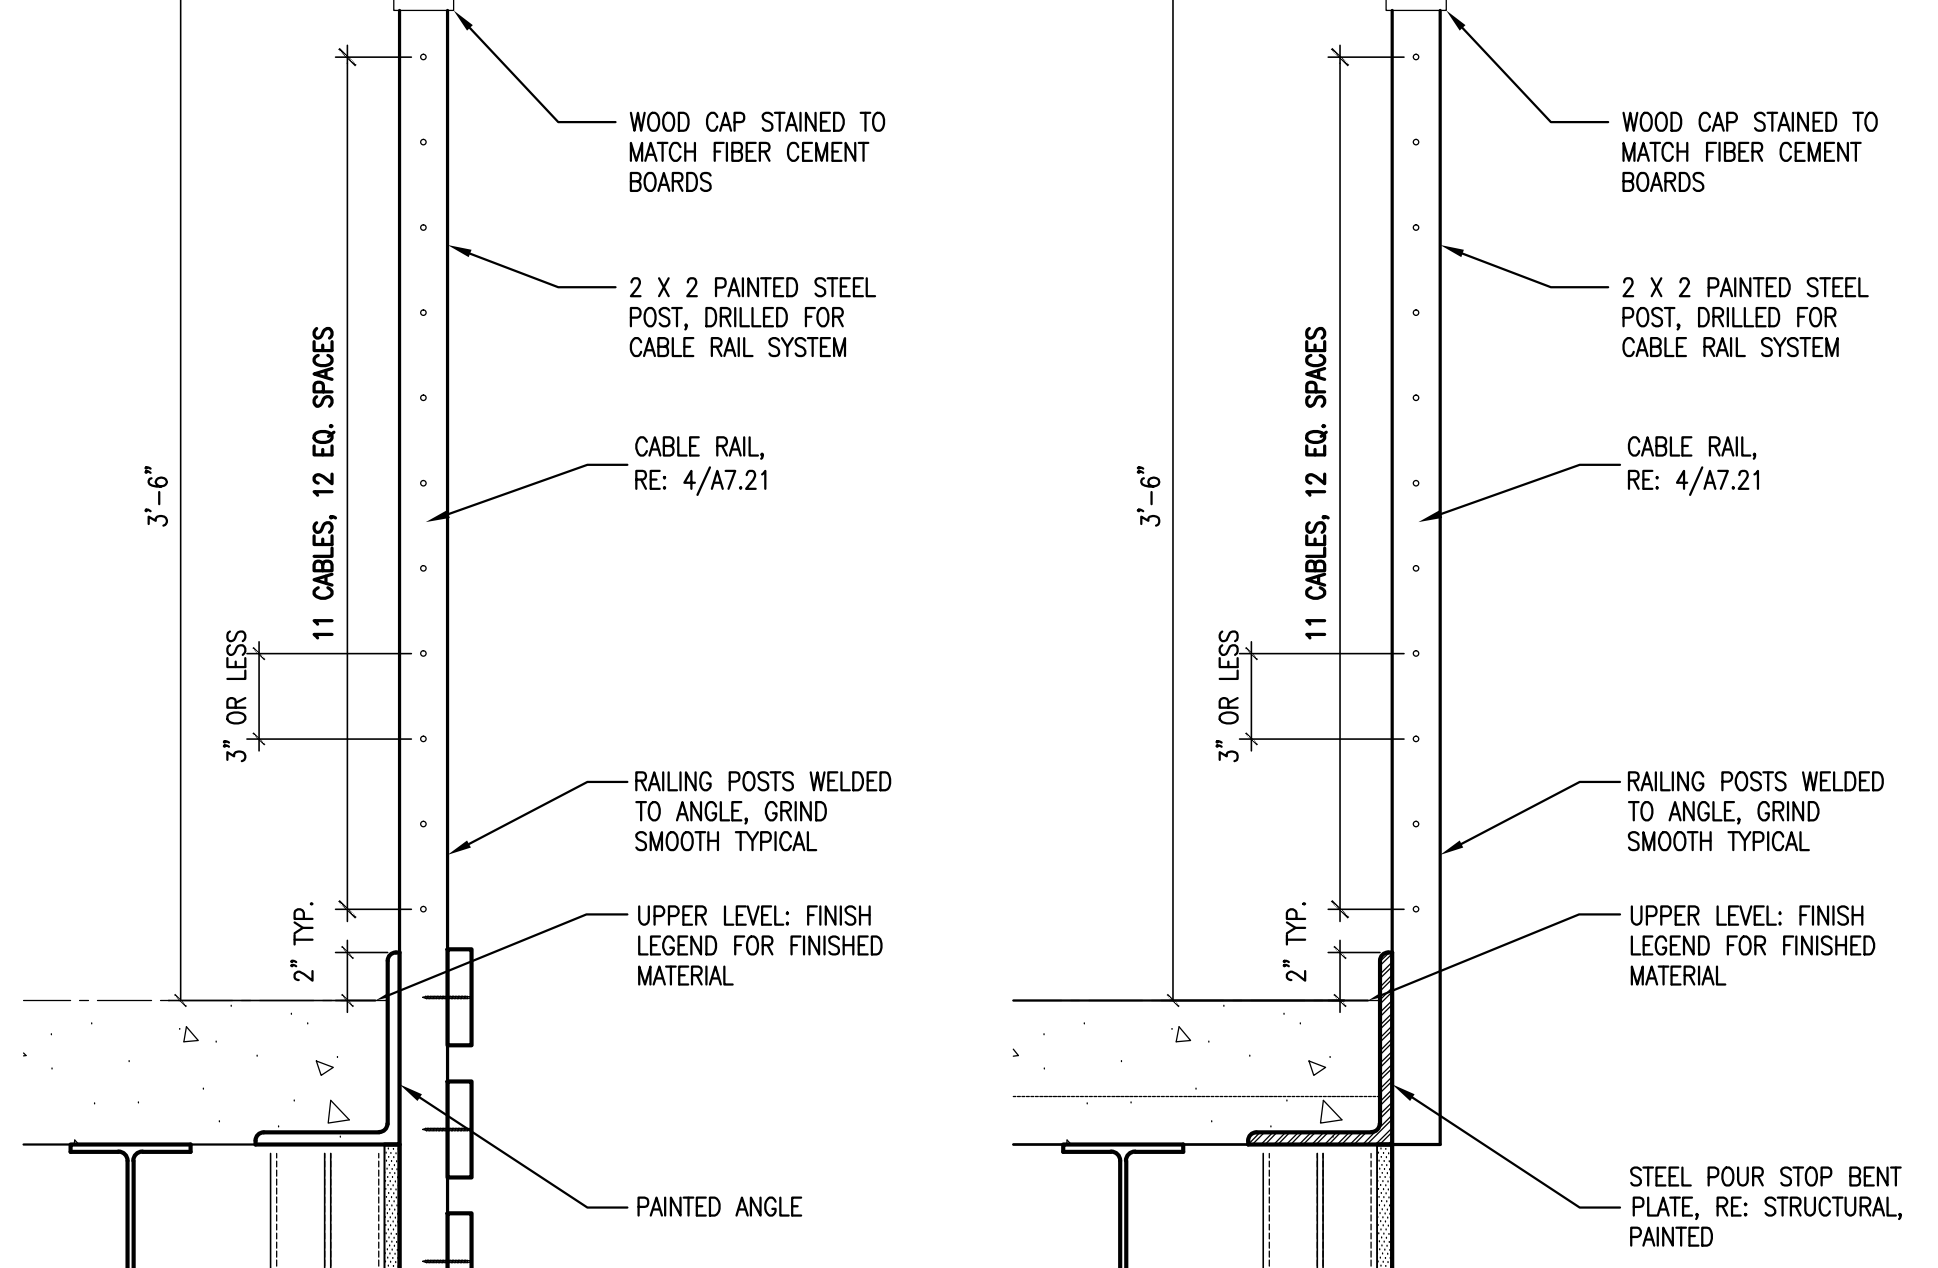 WOOD CAP STAINED TO
MATCH FIBER CEMENT
BOARDS
2 X 2 PAINTED STEEL
POST, DRILLED FOR
CABLE RAIL SYSTEM
11 CABLES, 12 EQ. SPACES
CABLE RAIL,
RE: 4/A7.21
3'-6"
3" OR LESS
RAILING POSTS WELDED
TO ANGLE, GRIND
SMOOTH TYPICAL
2" TYP.
UPPER LEVEL: FINISH
LEGEND FOR FINISHED
MATERIAL
PAINTED ANGLE
WOOD CAP STAINED TO
MATCH FIBER CEMENT
BOARDS
2 X 2 PAINTED STEEL
POST, DRILLED FOR
CABLE RAIL SYSTEM
11 CABLES, 12 EQ. SPACES
CABLE RAIL,
RE: 4/A7.21
3'-6"
3" OR LESS
RAILING POSTS WELDED
TO ANGLE, GRIND
SMOOTH TYPICAL
2" TYP.
UPPER LEVEL: FINISH
LEGEND FOR FINISHED
MATERIAL
STEEL POUR STOP BENT
PLATE, RE: STRUCTURAL,
PAINTED